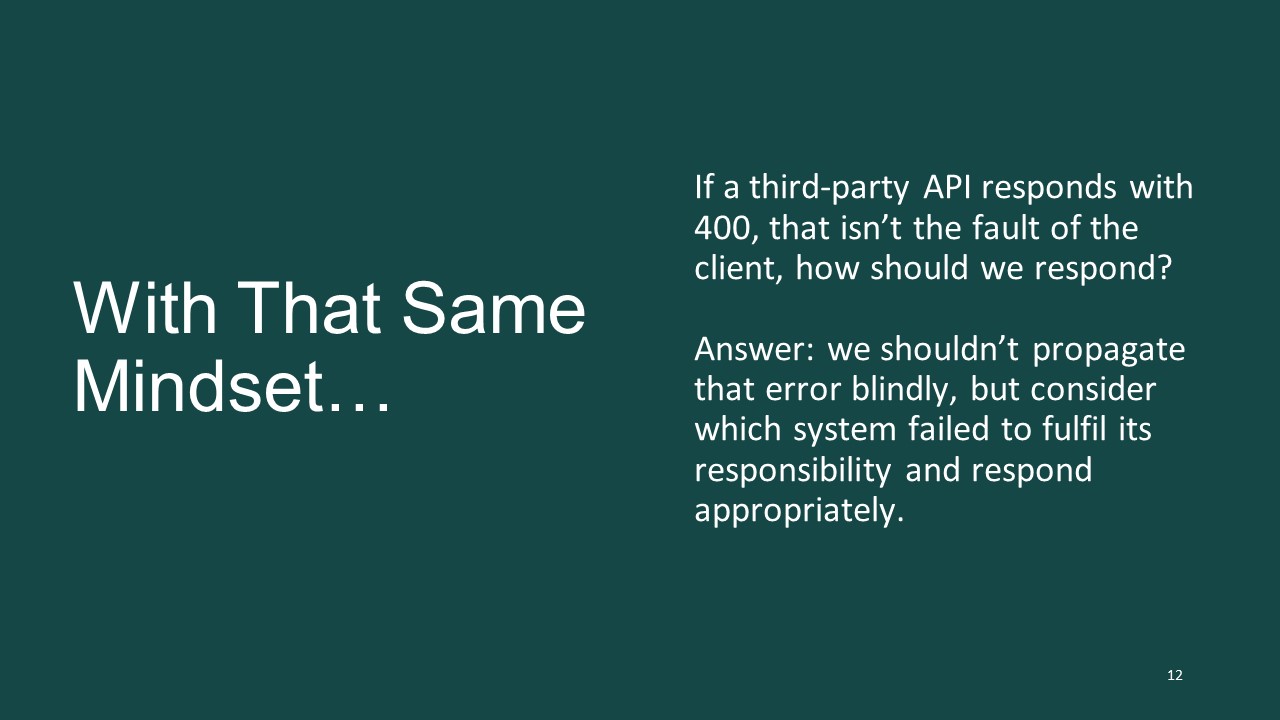 With That Same
Mindset…
If a third-party API responds with
400, that isn’t the fault of the
client, how should we respond?
Answer: we shouldn’t propagate
that error blindly, but consider
which system failed to fulfil its
responsibility and respond
appropriately.
12